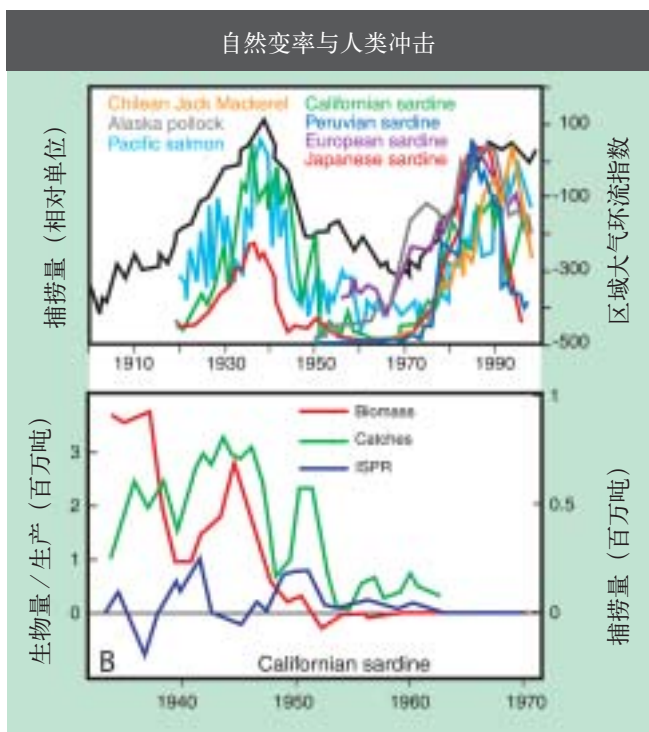 自然变率与人类冲击
Chilean Jack Mackerel Californian sardine
Alaska pollock Peruvian sardine
Pacific salmon European sardine
Japanese sardine
捕捞量（相对单位）
区域大气环流指数
100
-100
-300
-500
1910 1930 1950 1970 1990
Biomass
Catches
ISPR
生物量/生产（百万吨）
捕捞量（百万吨）
3
2
1
0
1
0.5
0
B Californian sardine
1940 1950 1960 1970